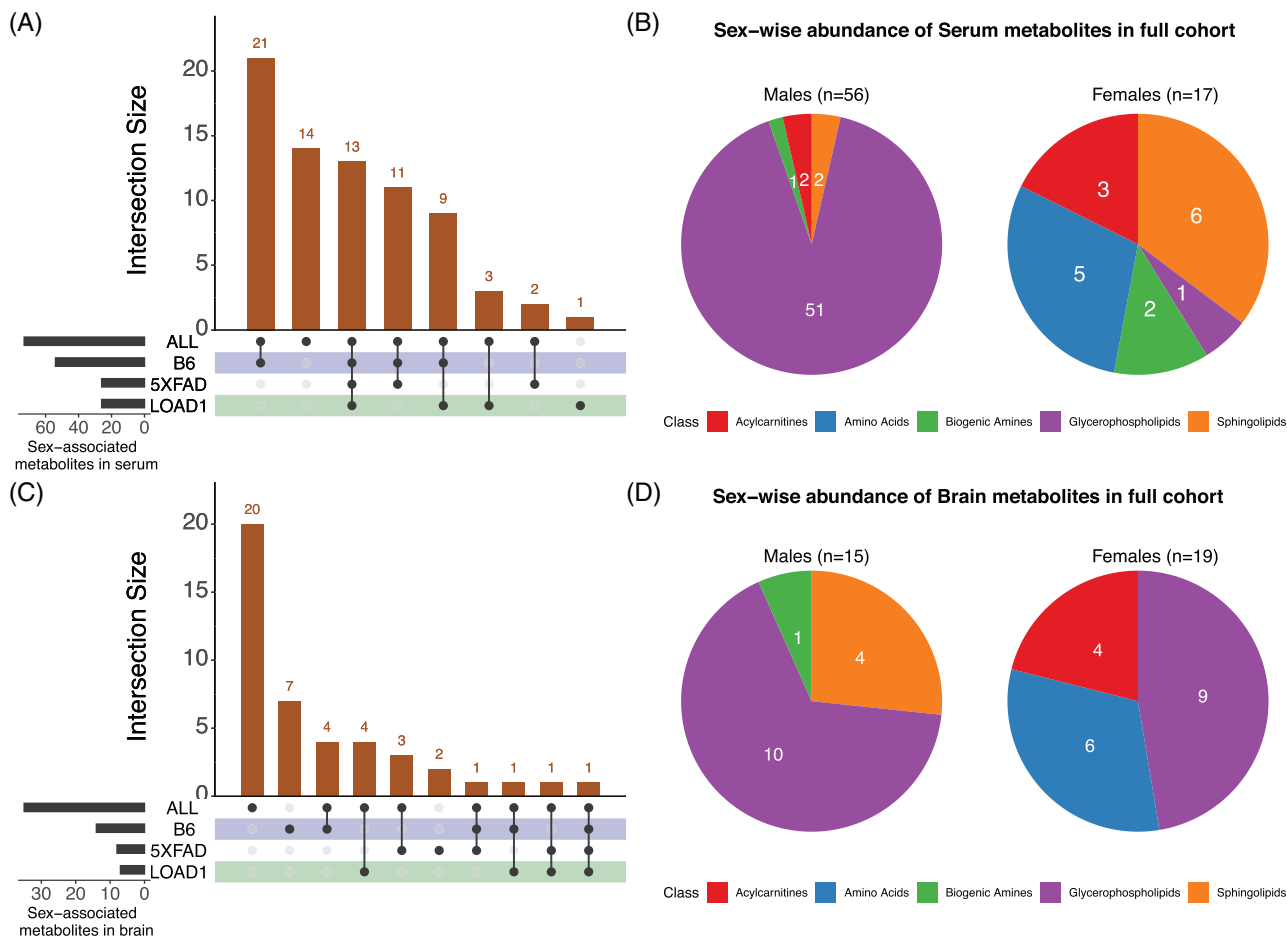 (A)
Intersection Size
20
15
10
5
0
21
14
13
11
9
3
2
1
ALL
B6
5XFAD
LOAD1
60 40 20 0
Sex−associated
metabolites in serum
(B)
Sex−wise abundance of Serum metabolites in full cohort
Males (n=56)
1
2
2
51
Females (n=17)
3
6
5
1
2
Class Acylcarnitines Amino Acids Biogenic Amines Glycerophospholipids Sphingolipids
(C)
Intersection Size
20
15
10
5
0
20
7
4
4
3
2
1
1
1
1
ALL
B6
5XFAD
LOAD1
30 20 10 0
Sex−associated
metabolites in brain
(D)
Sex−wise abundance of Brain metabolites in full cohort
Males (n=15)
1
4
10
Females (n=19)
4
9
6
Class Acylcarnitines Amino Acids Biogenic Amines Glycerophospholipids Sphingolipids